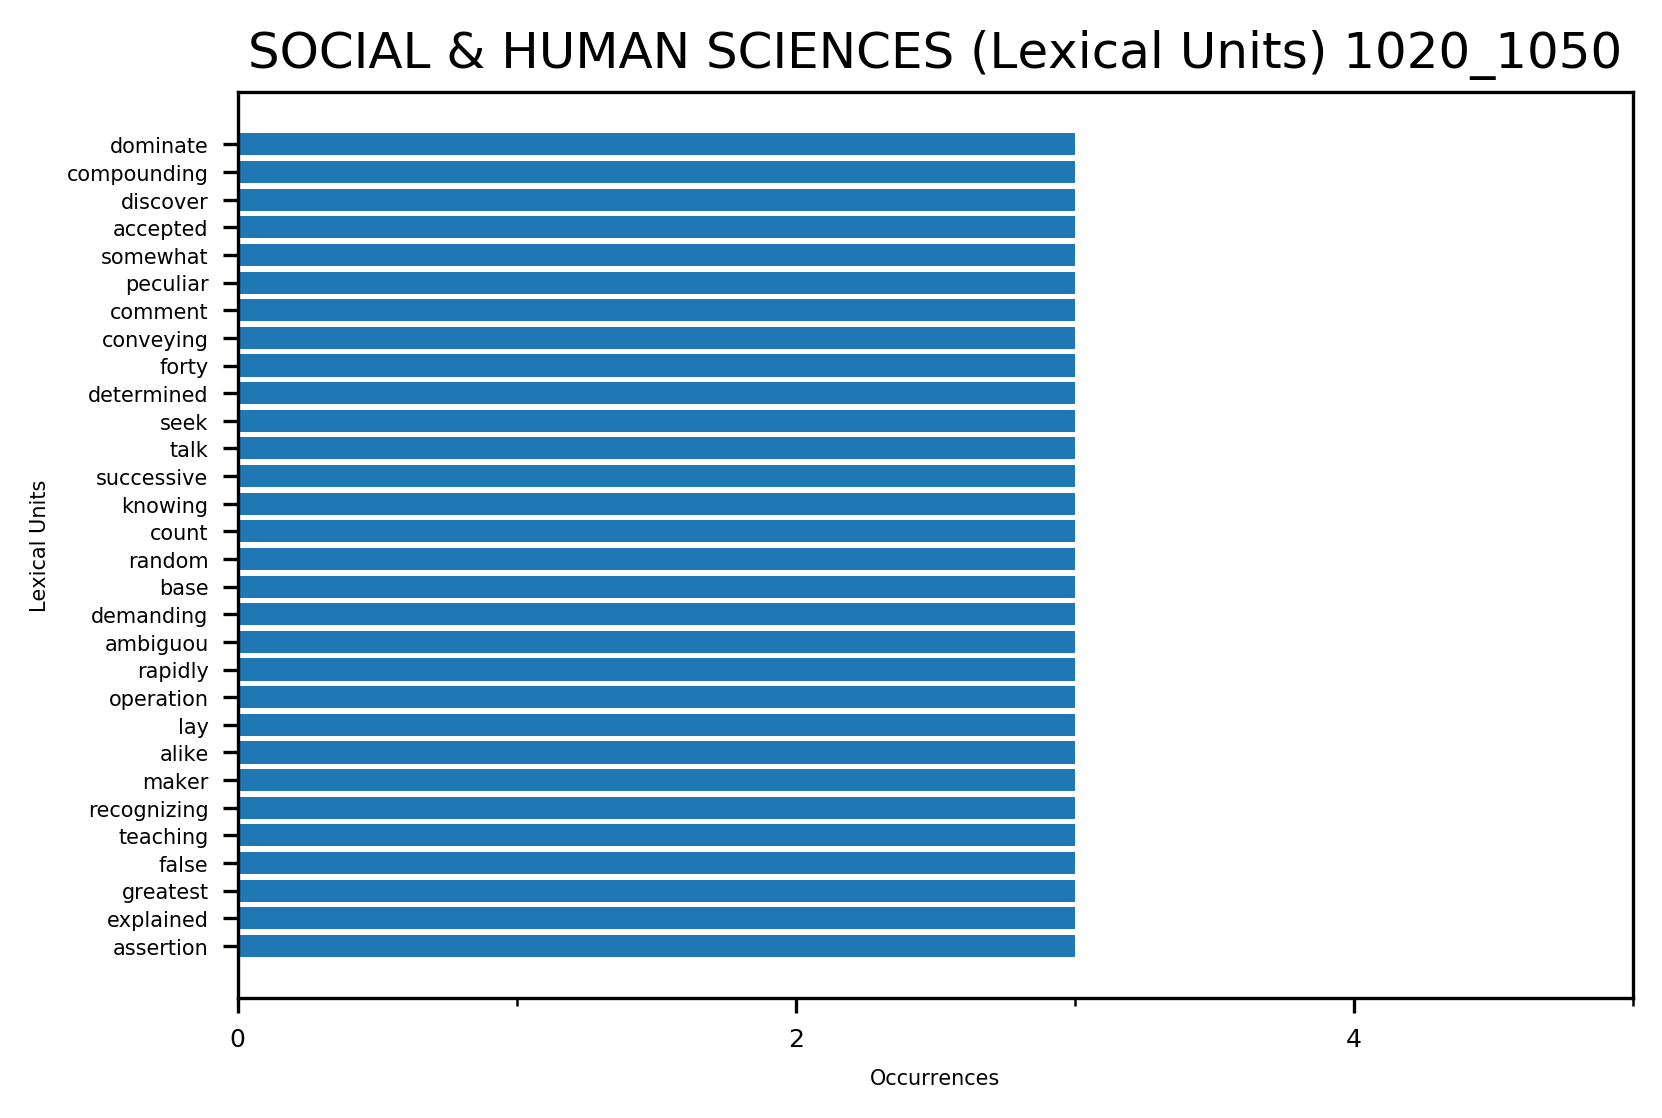 SOCIAL & HUMAN SCIENCES (Lexical Units) 1020_1050
Lexical Units
dominate
compounding
discover
accepted
somewhat
peculiar
comment
conveying
forty
determined
seek
talk
successive
knowing
count
random
base
demanding
ambiguou
rapidly
operation
lay
alike
maker
recognizing
teaching
false
greatest
explained
assertion
0 2 4
Occurrences